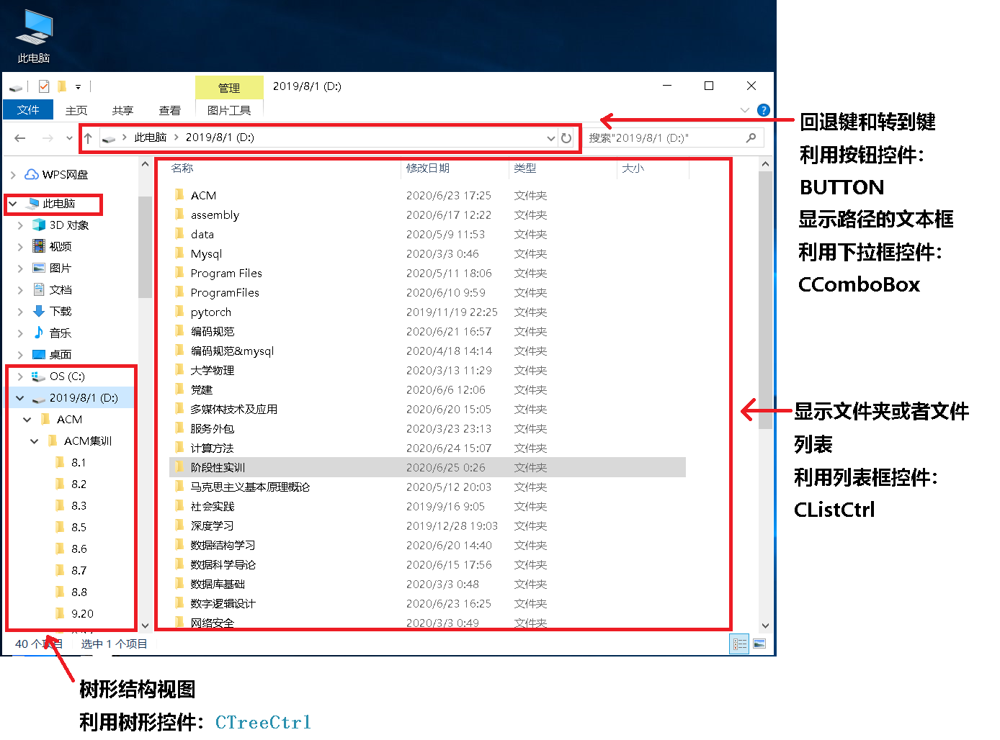 此电脑
管理
2019/8/1 (D:)
文件 主页 共享 查看 图片工具
此电脑 2019/8/1 (D:)
搜索"2019/8/1 (D:)"
WPS网盘
此电脑
3D 对象
视频
图片
文档
下载
音乐
桌面
OS (C:)
2019/8/1 (D:)
ACM
ACM集训
8.1
8.2
8.3
8.5
8.6
8.7
8.8
9.20
名称 修改日期 类型 大小
ACM 2020/6/23 17:25 文件夹
assembly 2020/6/17 12:22 文件夹
data 2020/5/9 11:53 文件夹
Mysql 2020/3/3 0:46 文件夹
Program Files 2020/5/11 18:06 文件夹
ProgramFiles 2020/6/10 9:59 文件夹
pytorch 2019/11/19 22:25 文件夹
编码规范 2020/6/21 16:57 文件夹
编码规范&mysql 2020/4/18 14:14 文件夹
大学物理 2020/3/13 11:29 文件夹
党建 2020/6/6 12:06 文件夹
多媒体技术及应用 2020/6/20 15:05 文件夹
服务外包 2020/3/23 23:13 文件夹
计算方法 2020/6/24 15:07 文件夹
阶段性实训 2020/6/25 0:26 文件夹
马克思主义基本原理概论 2020/5/12 20:03 文件夹
社会实践 2019/9/16 9:05 文件夹
深度学习 2019/12/28 19:03 文件夹
数据结构学习 2020/6/20 14:40 文件夹
数据科学导论 2020/6/15 17:56 文件夹
数据库基础 2020/3/3 0:48 文件夹
数字逻辑设计 2020/6/23 16:25 文件夹
网络安全 2020/3/3 0:49 文件夹
40 个项目 选中 1 个项目
回退键和转到键
利用按钮控件：
BUTTON
显示路径的文本框
利用下拉框控件：
CComboBox
显示文件夹或者文件
列表
利用列表框控件：
CListCtrl
树形结构视图
利用树形控件：CTreeCtrl